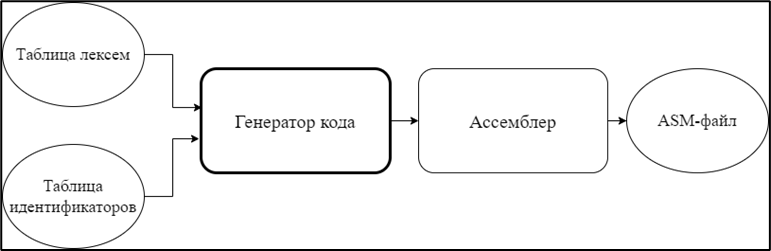 Таблица лексем
Генератор кода
Ассемблер
ASM-файл
Таблица
идентификаторов